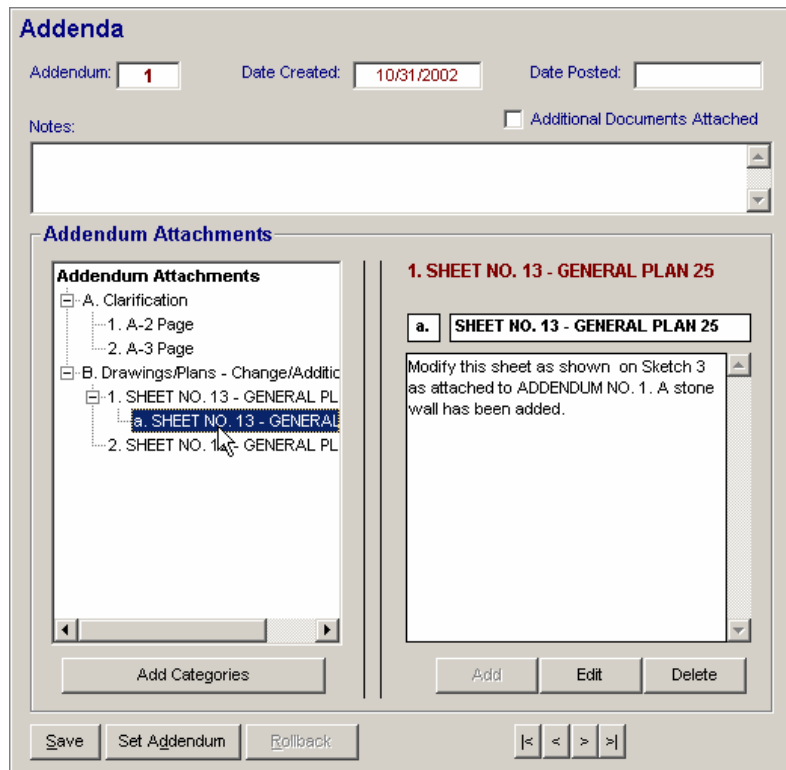 Addenda
Addendum: 1 Date Created: 10/31/2002 Date Posted:
Additional Documents Attached
Notes:
Addendum Attachments
Addendum Attachments
A. Clarification
1. A-2 Page
2. A-3 Page
B. Drawings/Plans - Change/Additic
1. SHEET NO. 13 - GENERAL PL
a. SHEET NO. 13 - GENERAL
2. SHEET NO. - GENERAL PL
Add Categories
1. SHEET NO. 13 - GENERAL PLAN 25
a. SHEET NO. 13 - GENERAL PLAN 25
Modify this sheet as shown on Sketch 3
as attached to ADDENDUM NO. 1. A stone
wall has been added.
Add Edit Delete
Save Set Addendum Rollback |< < > >|